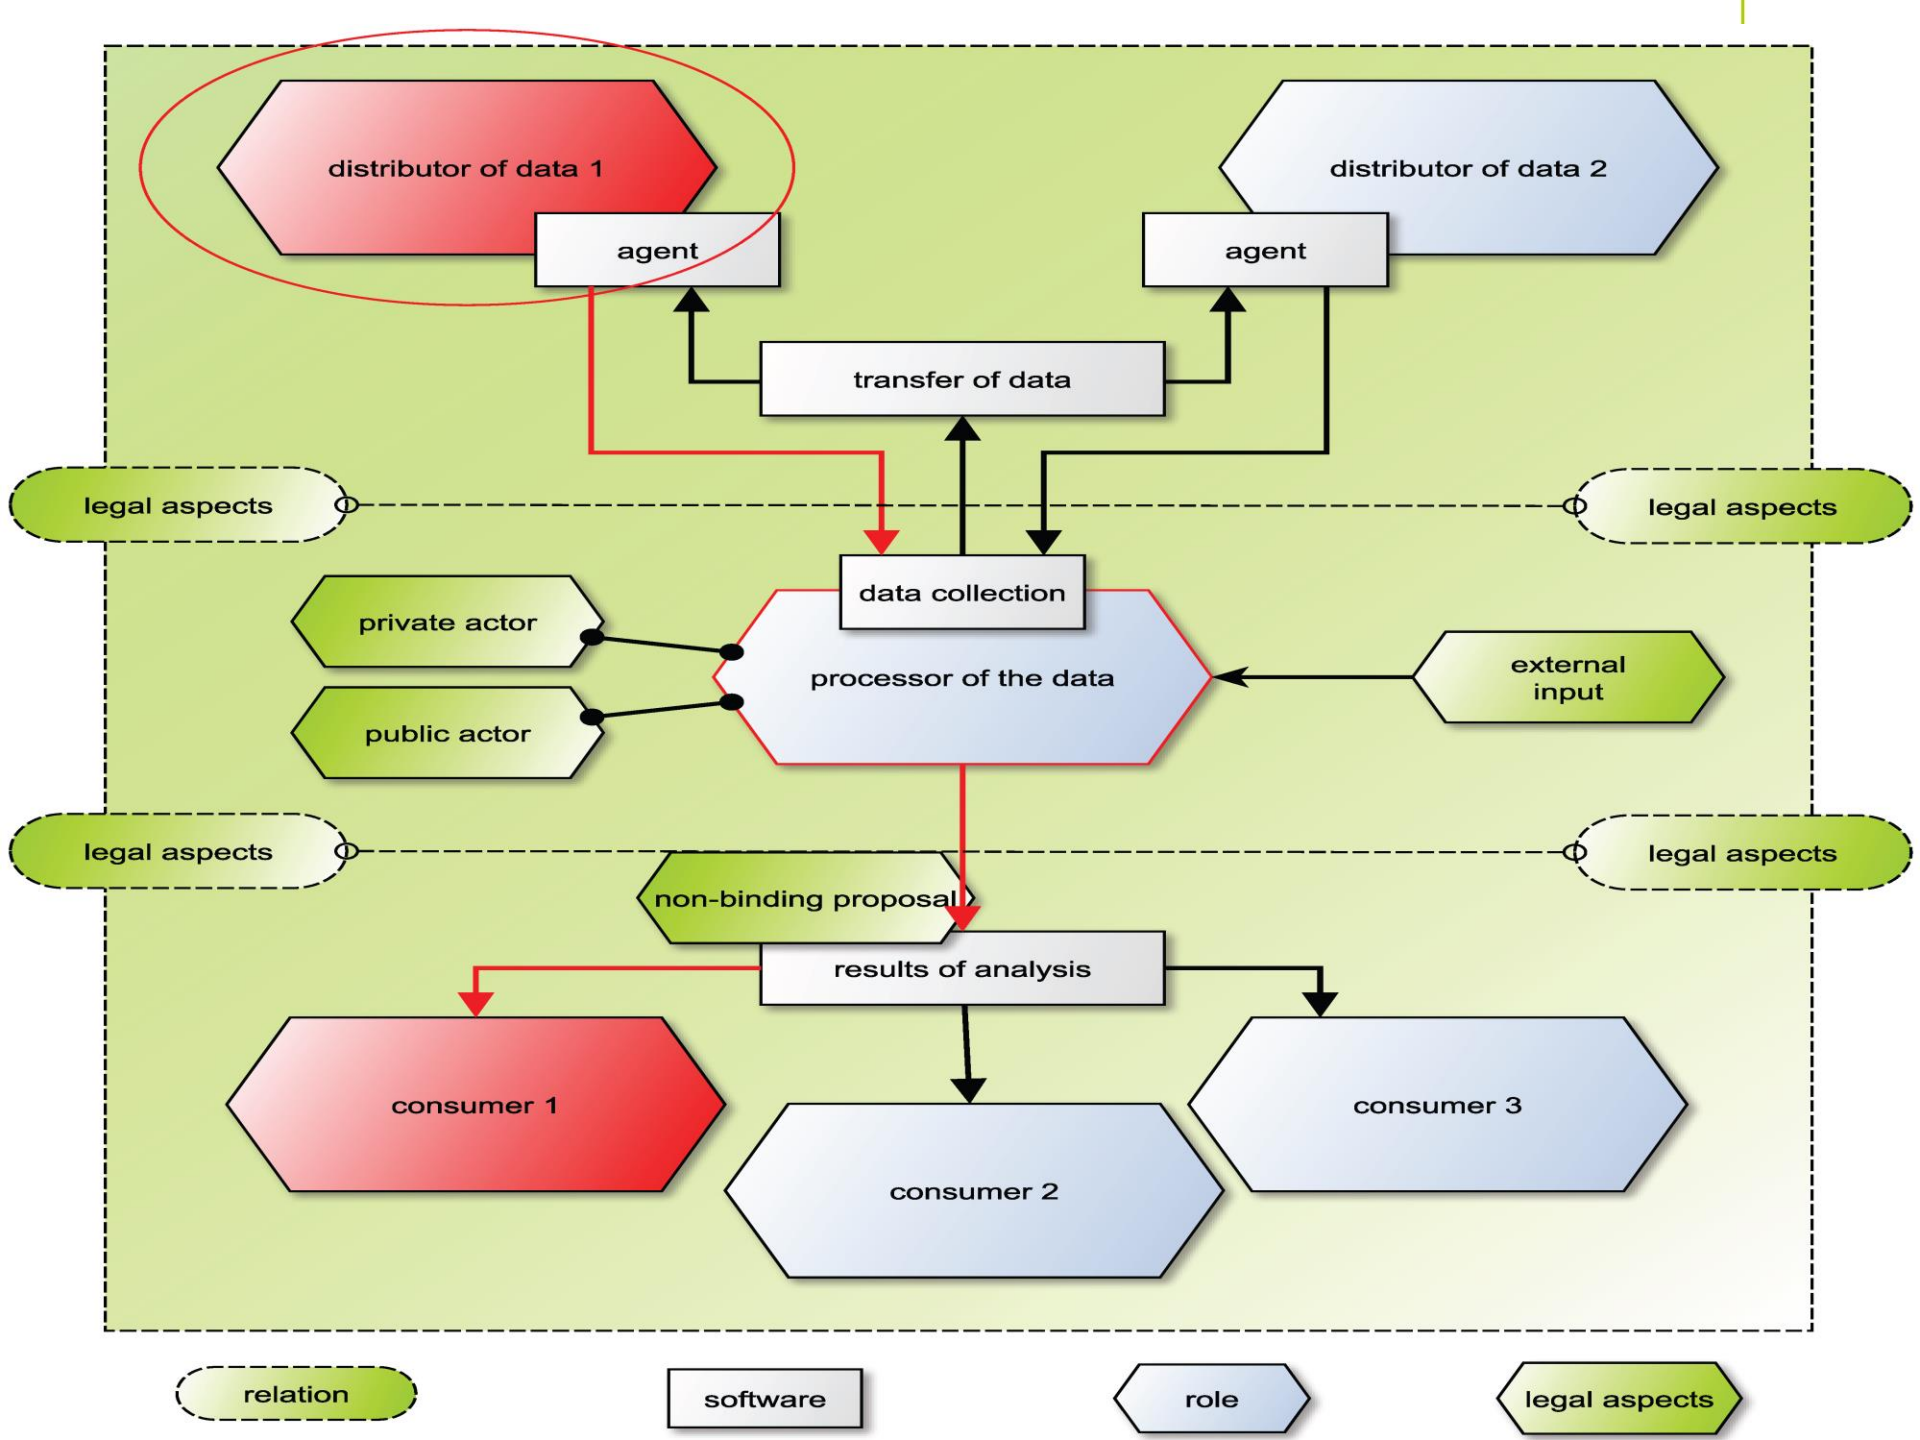 distributor of data 1
distributor of data 2
agent
agent
transfer of data
legal aspects
legal aspects
data collection
private actor
processor of the data
external
input
public actor
legal aspects
legal aspects
non-binding proposal
results of analysis
consumer 1
consumer 3
consumer 2
relation
software
role
legal aspects